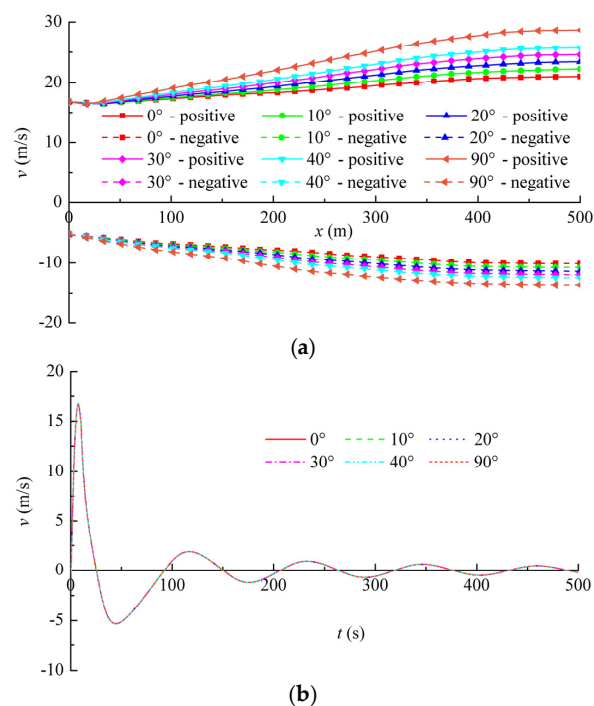 30
20
10
0
-10
-20
v (m/s)
0° - positive 10° - positive 20° - positive
0° - negative 10° - negative 20° - negative
30° - positive 40° - positive 90° - positive
30° - negative 40° - negative 90° - negative
0 100 200 300 400 500
x (m)
(a)
20
15
10
5
0
-5
-10
v (m/s)
0° 10° 20°
30° 40° 90°
0 100 200 300 400 500
t (s)
(b)